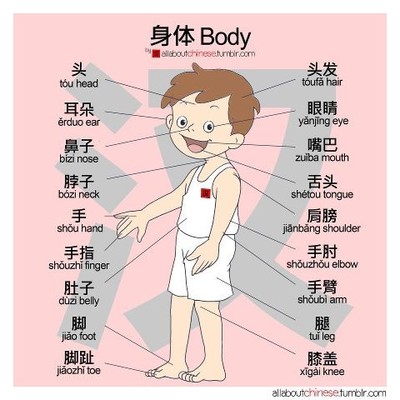 身体 Body
by 汉 allaboutchinese.tumblr.com
头
tóu head
耳朵
ěrduo ear
鼻子
bízi nose
脖子
bózi neck
手
shǒu hand
手指
shǒuzhǐ finger
肚子
dùzi belly
脚
jiǎo foot
脚趾
jiǎozhǐ toe
头发
tóufà hair
眼睛
yǎnjīng eye
嘴巴
zuǐba mouth
舌头
shétou tongue
肩膀
jiānbǎng shoulder
手肘
shǒuzhǒu elbow
手臂
shǒubì arm
腿
tuǐ leg
膝盖
xīgài knee
汉
汉
allaboutchinese.tumblr.com